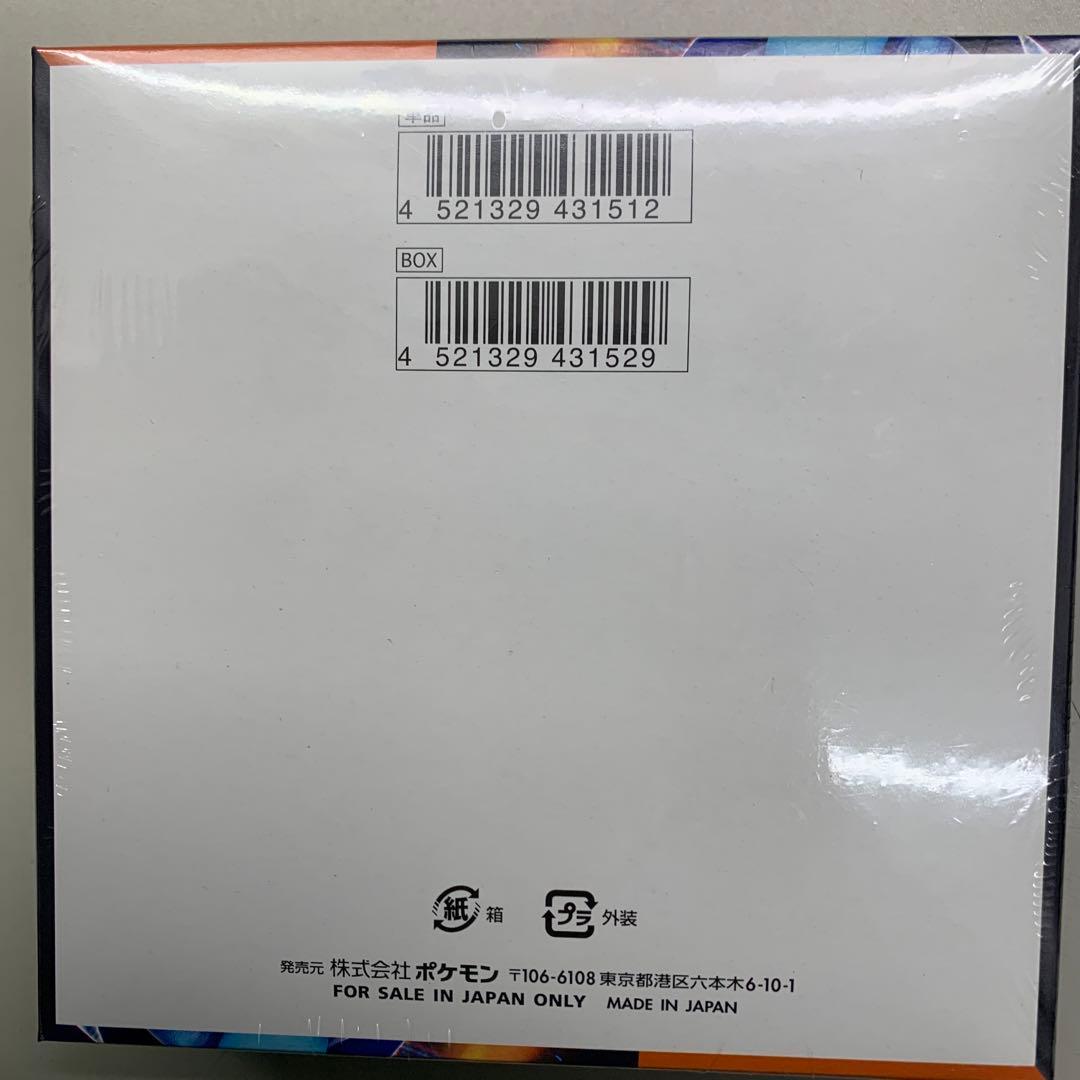 単品
4 521329 431512
BOX
4 521329 431529
紙 箱 プラ 外装
発売元 株式会社 ポケモン 〒106-6108 東京都港区六本木6-10-1
FOR SALE IN JAPAN ONLY MADE IN JAPAN